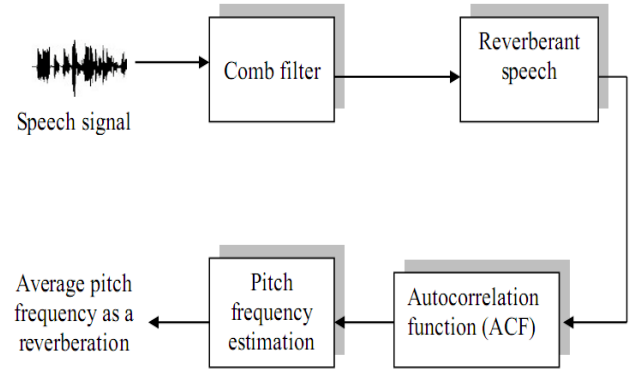 Speech signal
Comb filter
Reverberant
speech
Autocorrelation
function (ACF)
Pitch
frequency
estimation
Average pitch
frequency as a
reverberation